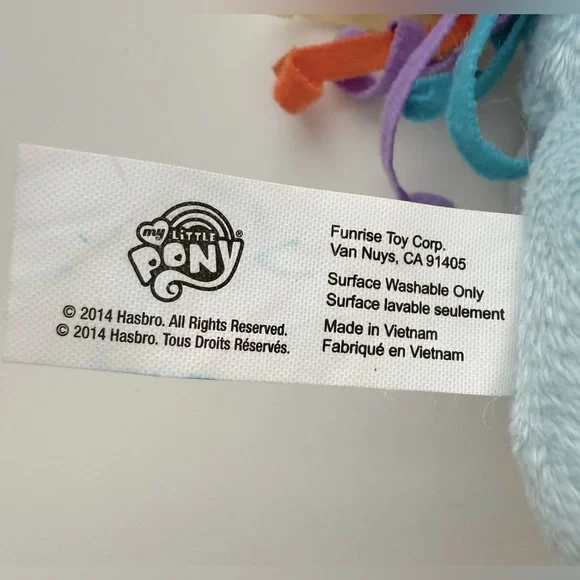 my LITTLE
PONY®
© 2014 Hasbro. All Rights Reserved.
© 2014 Hasbro. Tous Droits Réservés.
Funrise Toy Corp.
Van Nuys, CA 91405
Surface Washable Only
Surface lavable seulement
Made in Vietnam
Fabriqué en Vietnam